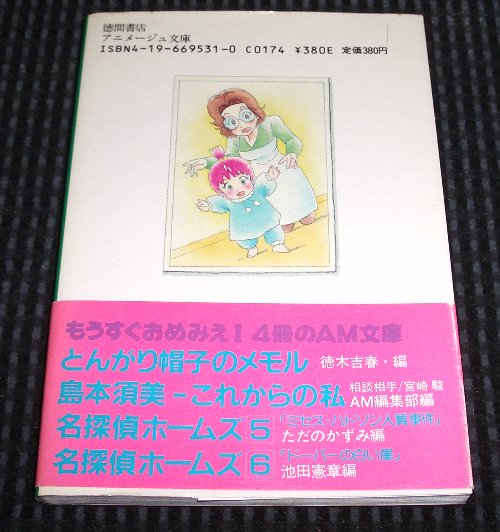 徳間書店
アニメージュ文庫
ISBN4-19-669531-0 C0174 ¥380E 定価380円
もうすぐおめみえ! 4冊のAM文庫
とんがり帽子のメモル 徳木吉春・編
島本須美－これからの私 相談相手/宮崎 駿 AM編集部編
名探偵ホームズ5 「ミセス・ハドソン人質事件」 ただのかずみ編
名探偵ホームズ6 「ドーバーの白い崖」 池田憲章編